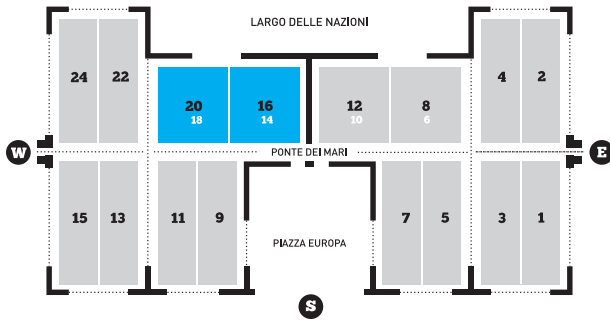 LARGO DELLE NAZIONI
24 22
4 2
20 16 12 8
18 14 10 6
W PONTE DEI MARI E
15 13 11 9 7 5 3 1
PIAZZA EUROPA
S